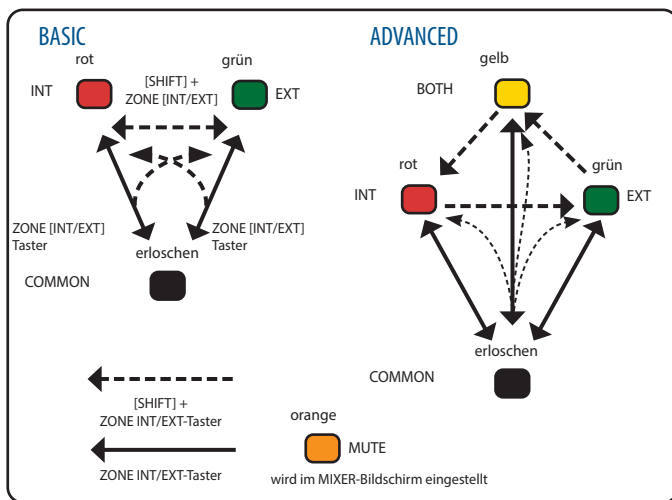 BASIC
rot
grün
INT
[SHIFT] +
ZONE [INT/EXT]
EXT
ZONE [INT/EXT]
Taster
ZONE [INT/EXT]
Taster
erloschen
COMMON
[SHIFT] +
ZONE INT/EXT-Taster
ZONE INT/EXT-Taster
ADVANCED
gelb
BOTH
rot
grün
INT
EXT
erloschen
COMMON
orange
MUTE
wird im MIXER-Bildschirm eingestellt